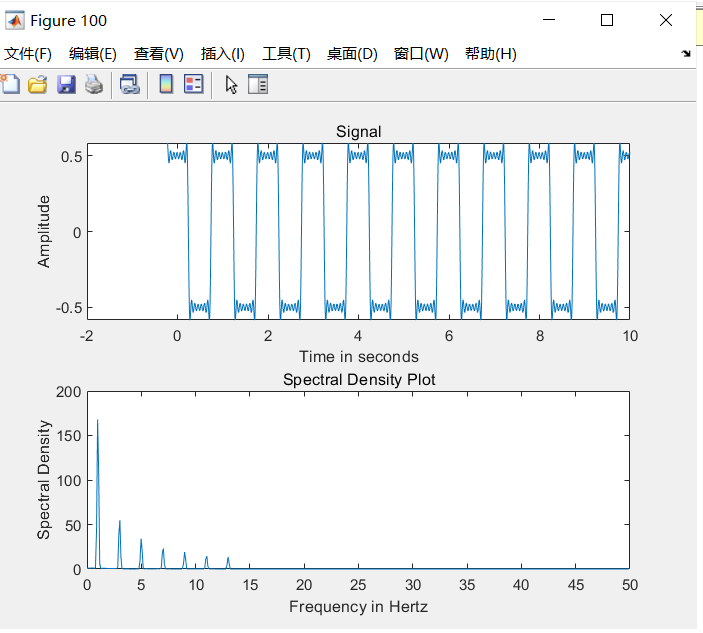 Figure 100
文件(F) 编辑(E) 查看(V) 插入(I) 工具(T) 桌面(D) 窗口(W) 帮助(H)
Signal
0.5
0
-0.5
Amplitude
-2 0 2 4 6 8 10
Time in seconds
Spectral Density Plot
200
150
100
50
0
Spectral Density
0 5 10 15 20 25 30 35 40 45 50
Frequency in Hertz